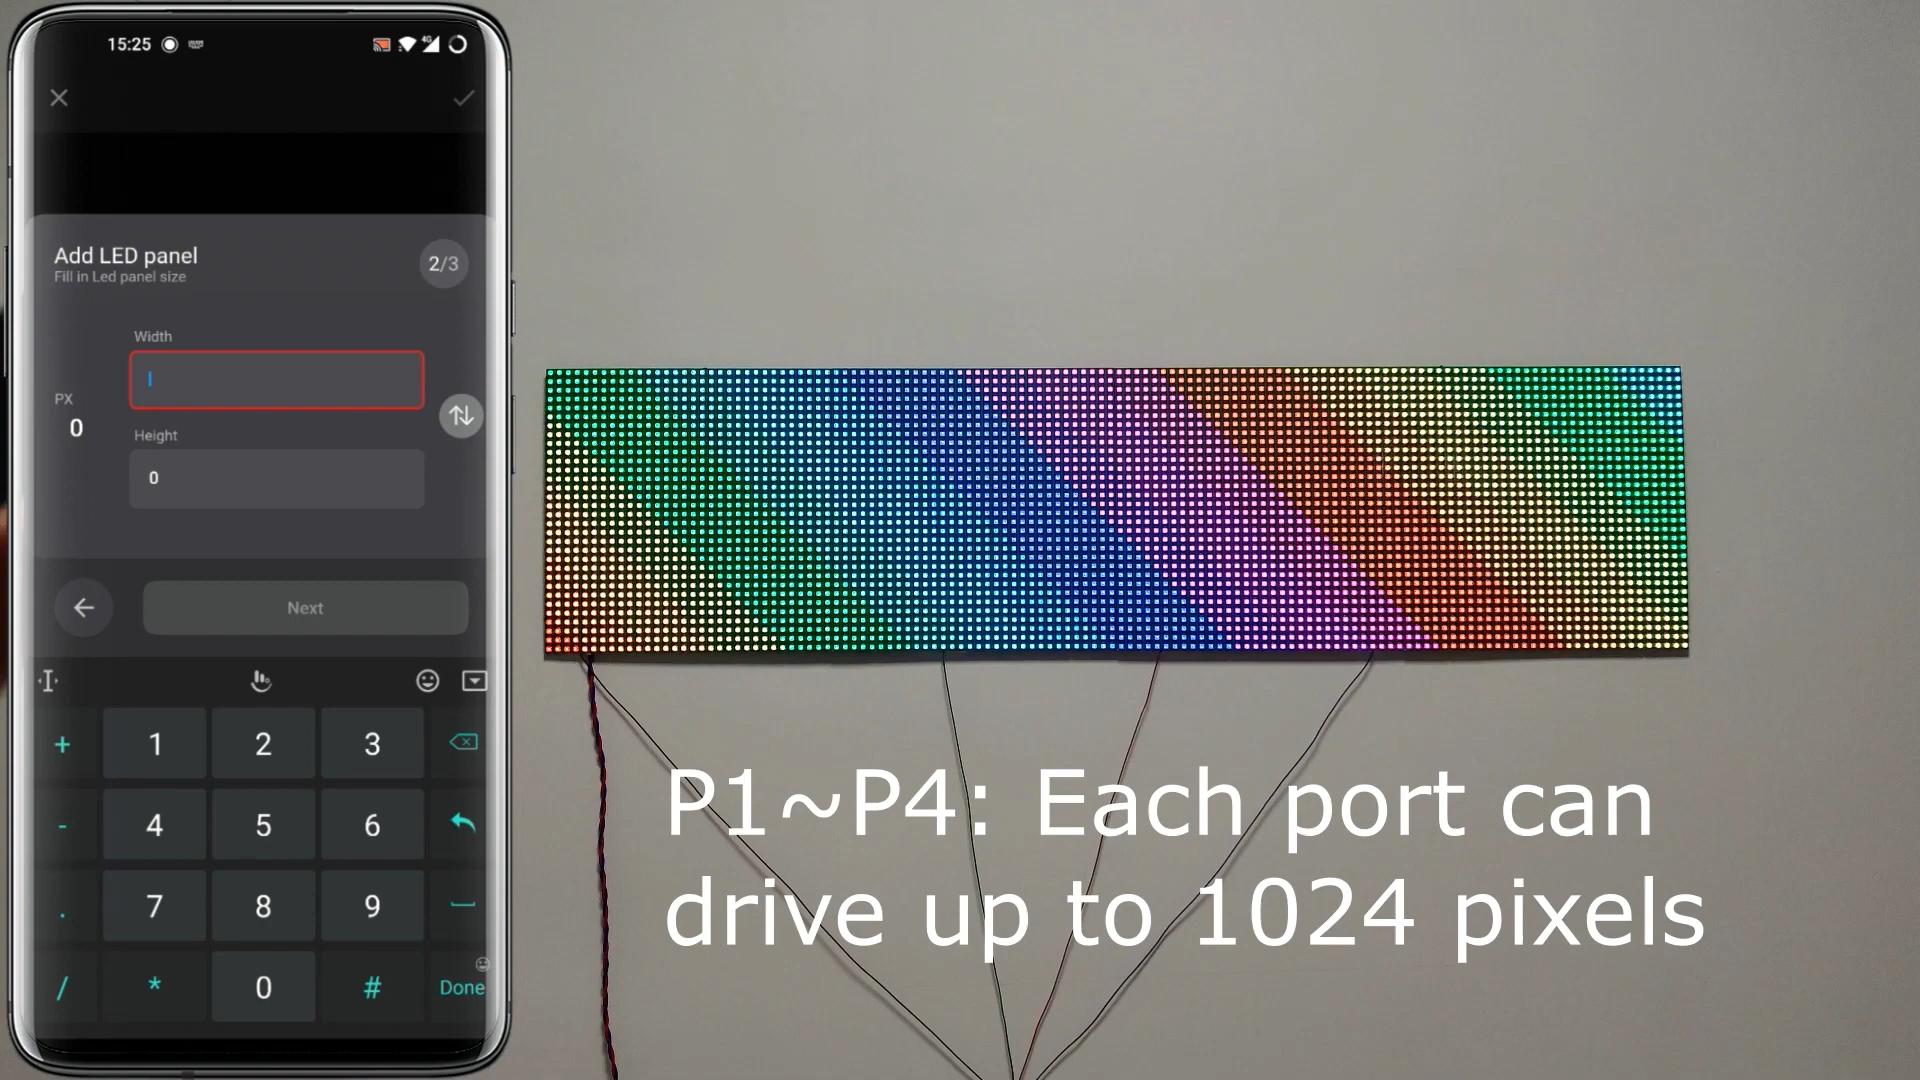 15:25
4G
Add LED panel
Fill in Led panel size
2/3
Width
PX
0
Height
0
Next
+ 1 2 3
- 4 5 6
. 7 8 9
/ * 0 # Done
P1~P4: Each port can
drive up to 1024 pixels